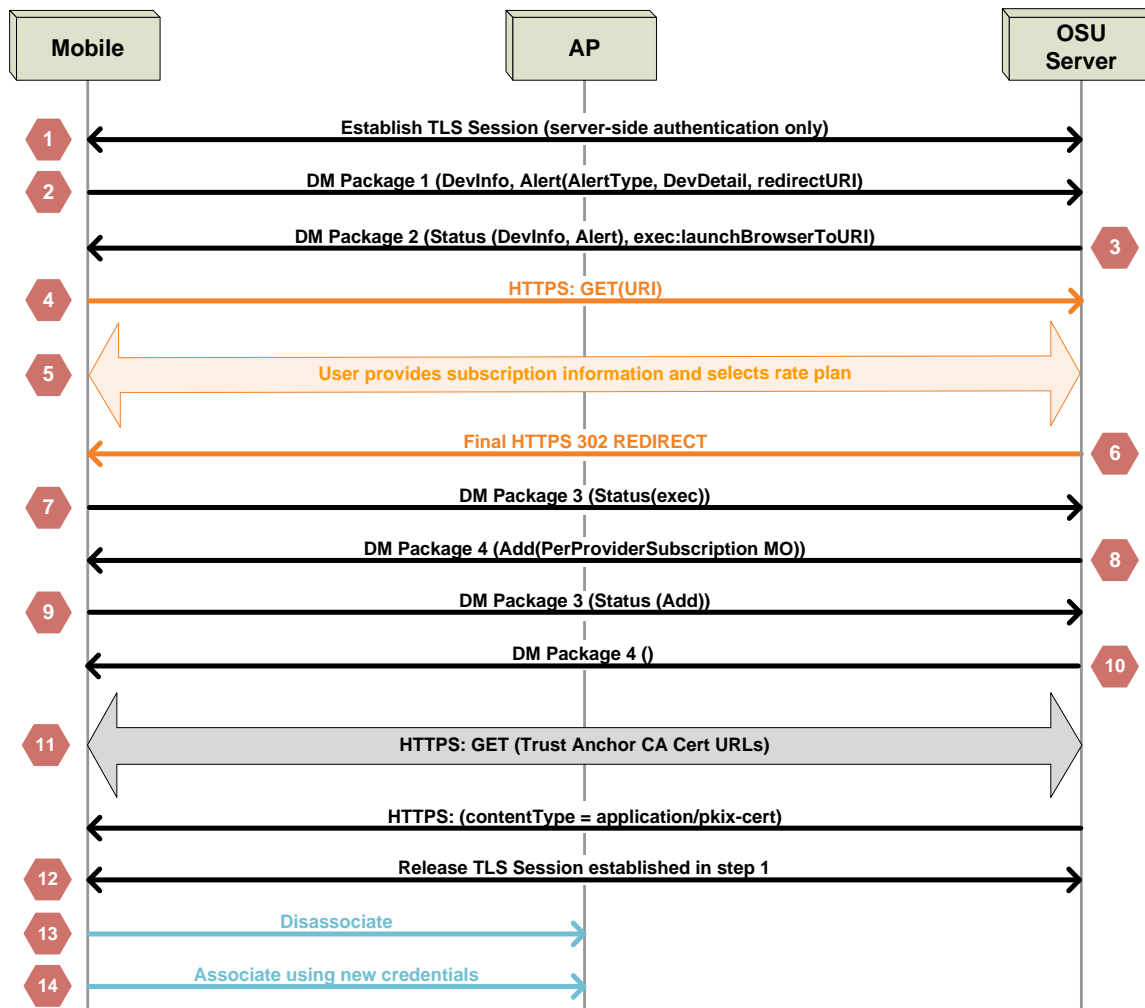 Mobile
AP
OSU
Server
1
Establish TLS Session (server-side authentication only)
2
DM Package 1 (DevInfo, Alert(AlertType, DevDetail, redirectURI)
DM Package 2 (Status (DevInfo, Alert), exec:launchBrowserToURI)
3
4
HTTPS: GET(URI)
5
User provides subscription information and selects rate plan
Final HTTPS 302 REDIRECT
6
7
DM Package 3 (Status(exec))
DM Package 4 (Add(PerProviderSubscription MO))
8
9
DM Package 3 (Status (Add))
DM Package 4 ()
10
11
HTTPS: GET (Trust Anchor CA Cert URLs)
HTTPS: (contentType = application/pkix-cert)
12
Release TLS Session established in step 1
13
Disassociate
14
Associate using new credentials